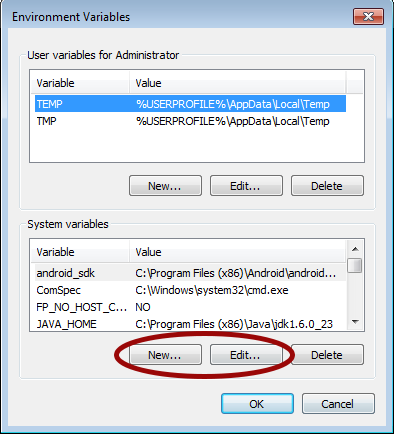 Environment Variables
User variables for Administrator
Variable Value
TEMP %USERPROFILE%\AppData\Local\Temp
TMP %USERPROFILE%\AppData\Local\Temp
New... Edit... Delete
System variables
Variable Value
android_sdk C:\Program Files (x86)\Android\android...
ComSpec C:\Windows\system32\cmd.exe
FP_NO_HOST_C... NO
JAVA_HOME C:\Program Files (x86)\Java\jdk1.6.0_23
New... Edit... Delete
OK Cancel